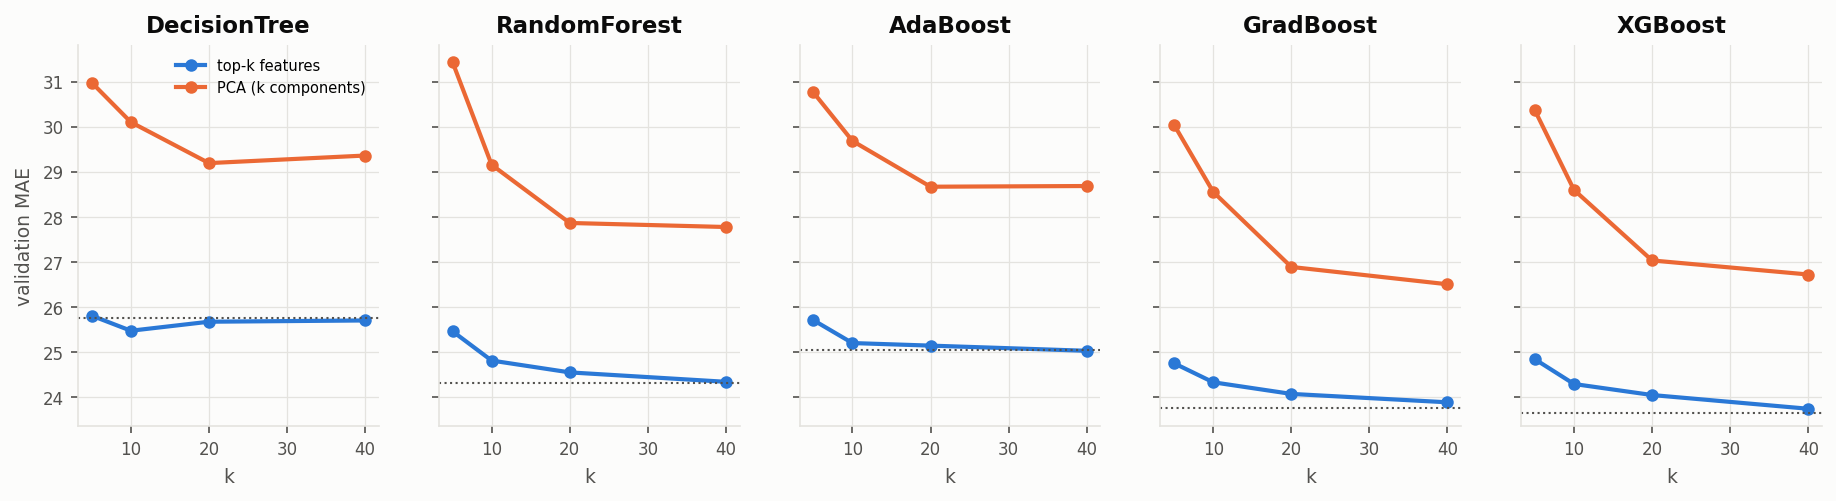 DecisionTree
RandomForest
AdaBoost
GradBoost
XGBoost
top-k features
PCA (k components)
validation MAE
31
30
29
28
27
26
25
24
10 20 30 40
10 20 30 40
10 20 30 40
10 20 30 40
10 20 30 40
k
k
k
k
k